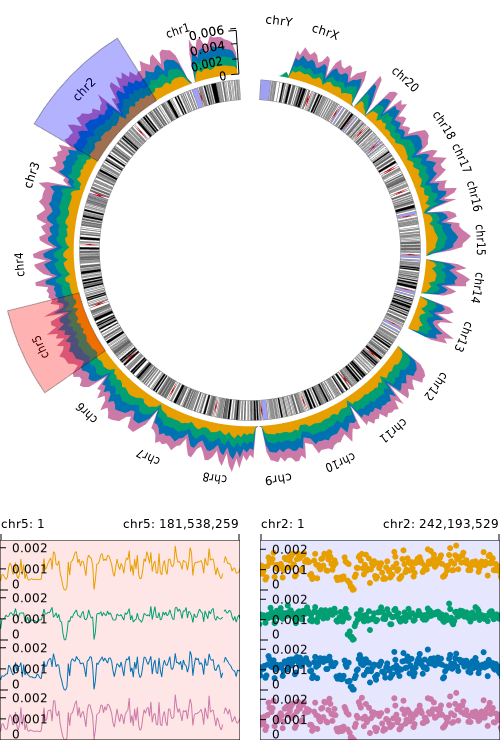 chrY
chrX
chr1
0.006
0.004
0.002
0
chr20
chr2
chr18
chr17
chr3
chr16
chr15
chr4
chr14
chr13
chr5
chr12
chr6
chr11
chr7
chr10
chr8
chr9
chr5: 1
chr5: 181,538,259
chr2: 1
chr2: 242,193,529
0.002
0.001
0
0.002
0.001
0
0.002
0.001
0
0.002
0.001
0
0.002
0.001
0
0.002
0.001
0
0.002
0.001
0
0.002
0.001
0